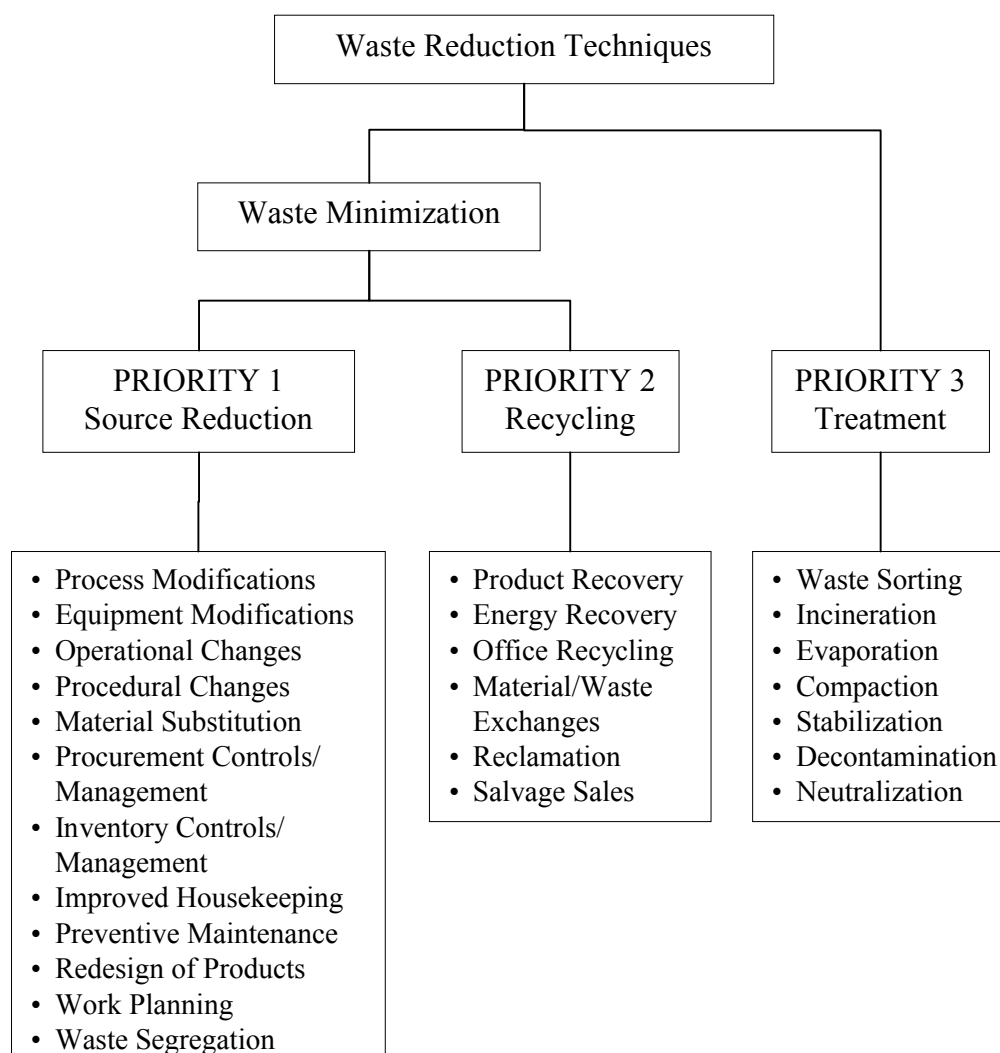 Waste Reduction Techniques
Waste Minimization
PRIORITY 1
Source Reduction
PRIORITY 2
Recycling
PRIORITY 3
Treatment
• Process Modifications
• Equipment Modifications
• Operational Changes
• Procedural Changes
• Material Substitution
• Procurement Controls/
Management
• Inventory Controls/
Management
• Improved Housekeeping
• Preventive Maintenance
• Redesign of Products
• Work Planning
• Waste Segregation
• Product Recovery
• Energy Recovery
• Office Recycling
• Material/Waste
Exchanges
• Reclamation
• Salvage Sales
• Waste Sorting
• Incineration
• Evaporation
• Compaction
• Stabilization
• Decontamination
• Neutralization